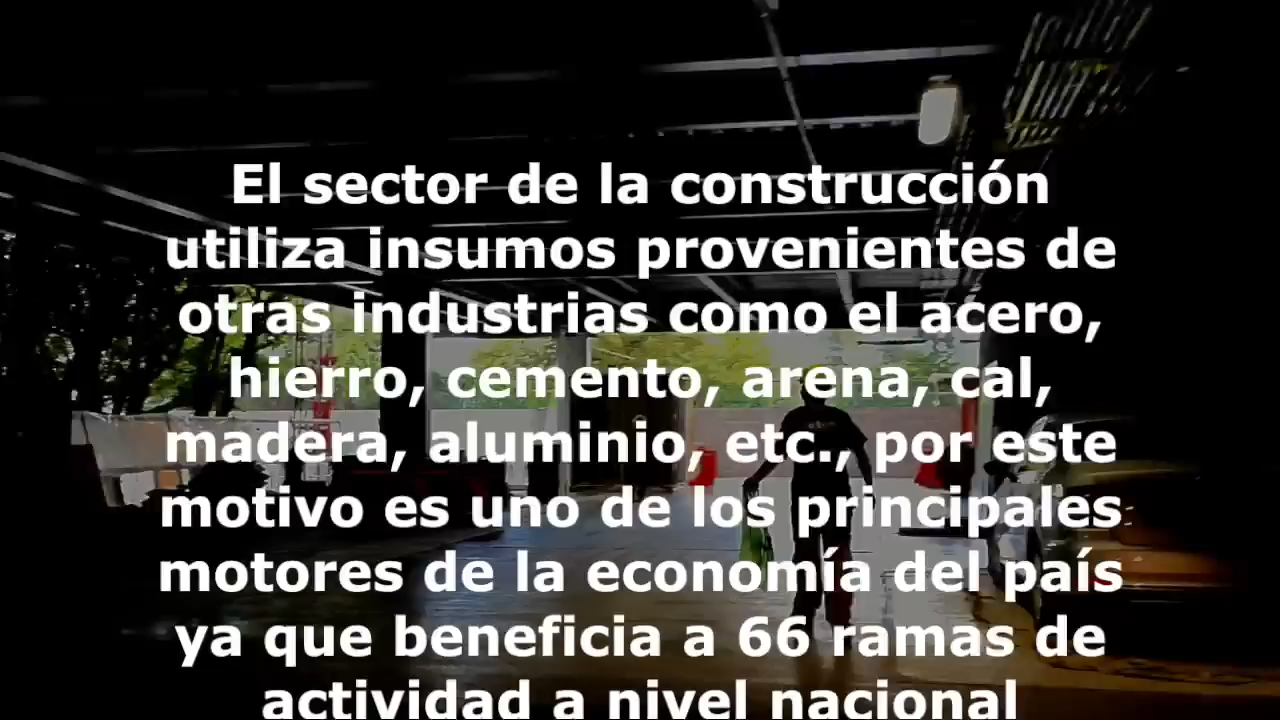 El sector de la construcción
utiliza insumos provenientes de
otras industrias como el acero,
hierro, cemento, arena, cal,
madera, aluminio, etc., por este
motivo es uno de los principales
motores de la economía del país
ya que beneficia a 66 ramas de
actividad a nivel nacional